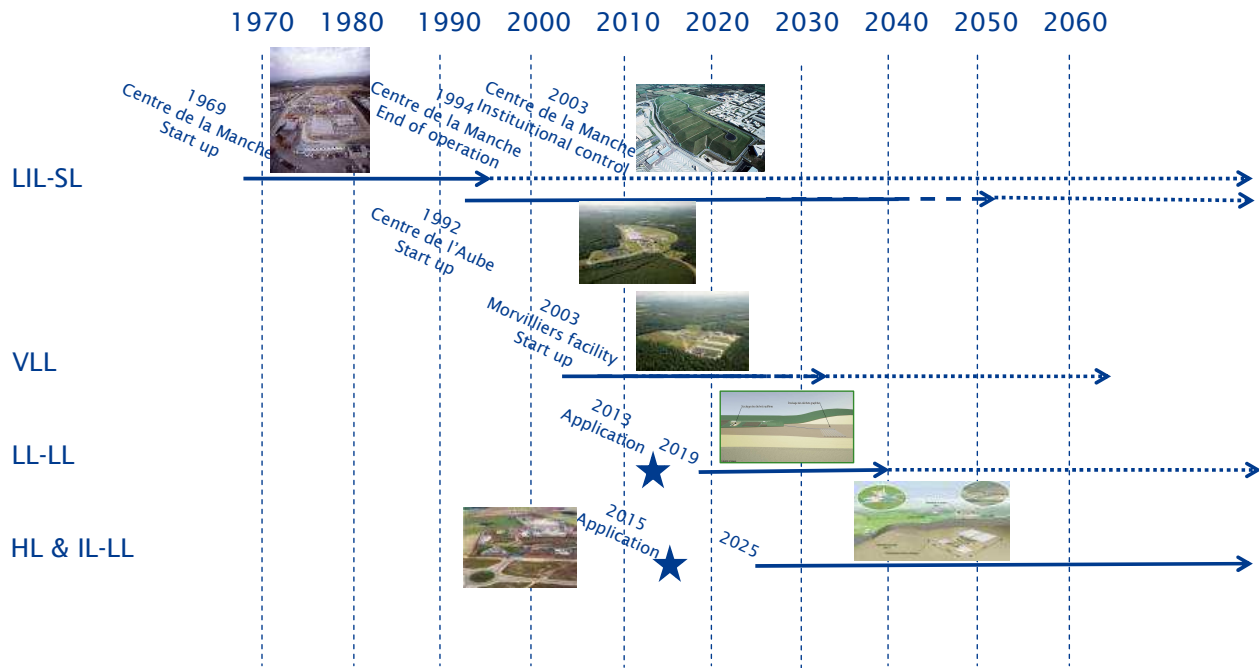 1970 1980 1990 2000 2010 2020 2030 2040 2050 2060
1969
Centre de la Manche
Start up
1994
Centre de la Manche
End of operation
2003
Centre de la Manche
Instituitional control
LIL-SL
1992
Centre de l'Aube
Start up
2003
Morvilliers facility
Start up
VLL
2013
Application
2019
LL-LL
2015
Application
2025
HL & IL-LL